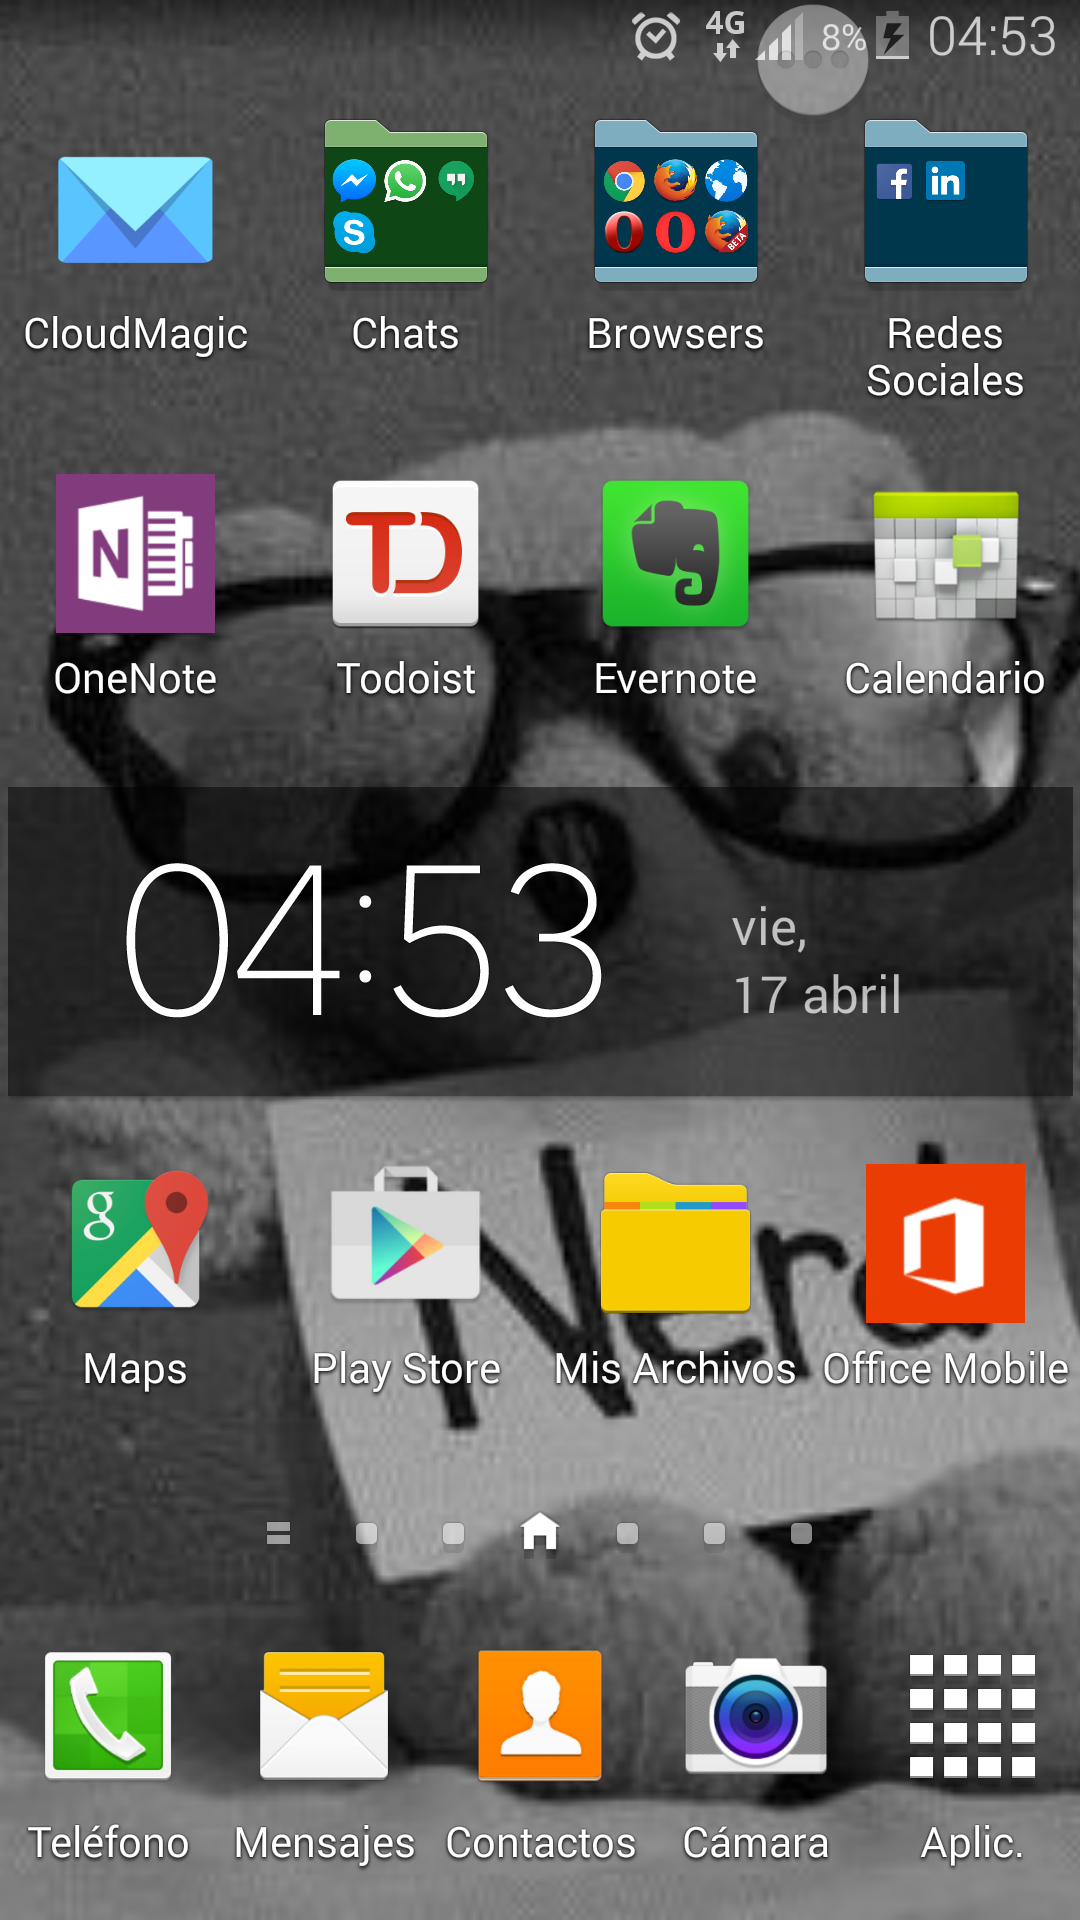 4G 8% 04:53
CloudMagic Chats Browsers Redes
Sociales
N TD
OneNote Todoist Evernote Calendario
04:53 vie,
17 abril
g
Nerd
Maps Play Store Mis Archivos Office Mobile
Teléfono Mensajes Contactos Cámara Aplic.